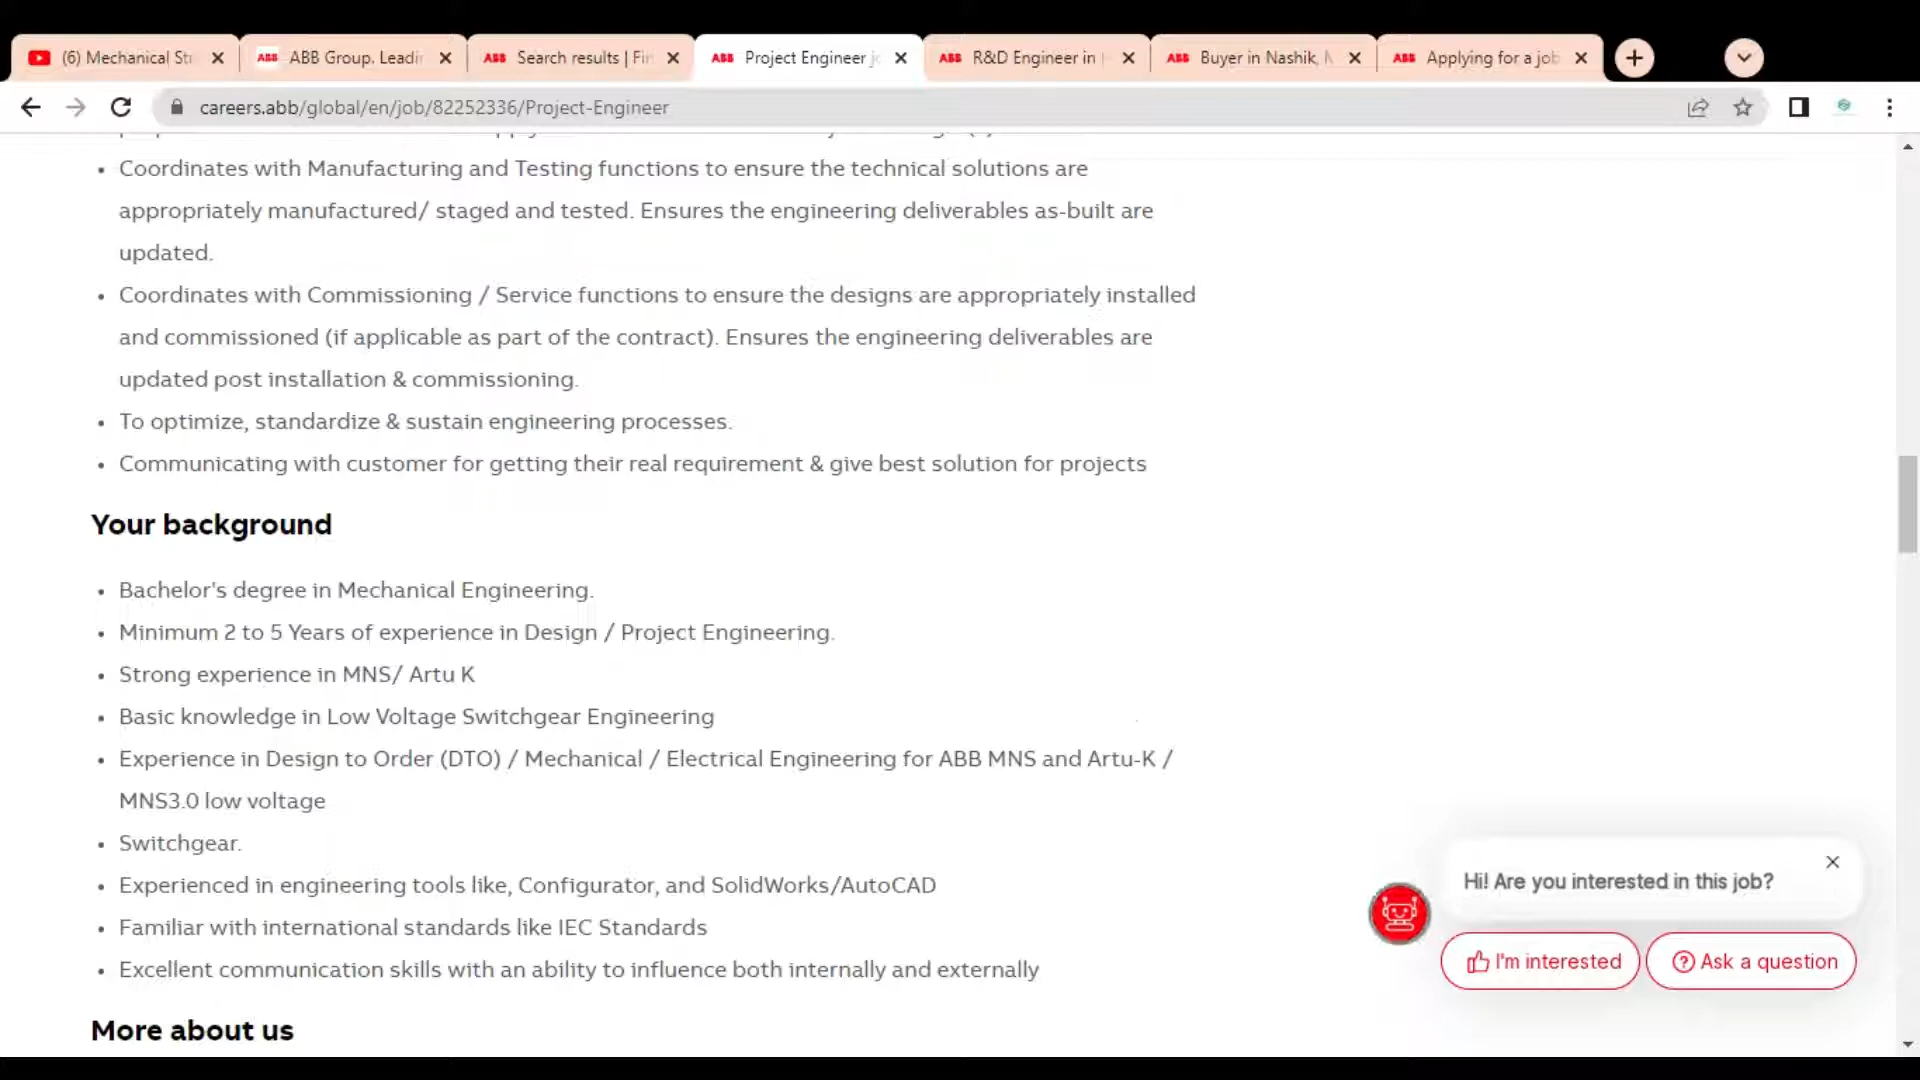 (6) Mechanical St
ABB ABB Group. Leadi
ABB Search results | Fi
ABB Project Engineer j
ABB R&D Engineer in
ABB Buyer in Nashik,
ABB Applying for a job
careers.abb/global/en/job/82252336/Project-Engineer
• Coordinates with Manufacturing and Testing functions to ensure the technical solutions are
appropriately manufactured/ staged and tested. Ensures the engineering deliverables as-built are
updated.
• Coordinates with Commissioning / Service functions to ensure the designs are appropriately installed
and commissioned (if applicable as part of the contract). Ensures the engineering deliverables are
updated post installation & commissioning.
• To optimize, standardize & sustain engineering processes.
• Communicating with customer for getting their real requirement & give best solution for projects
Your background
• Bachelor's degree in Mechanical Engineering.
• Minimum 2 to 5 Years of experience in Design / Project Engineering.
• Strong experience in MNS/ Artu K
• Basic knowledge in Low Voltage Switchgear Engineering
• Experience in Design to Order (DTO) / Mechanical / Electrical Engineering for ABB MNS and Artu-K /
MNS3.0 low voltage
• Switchgear.
• Experienced in engineering tools like, Configurator, and SolidWorks/AutoCAD
• Familiar with international standards like IEC Standards
• Excellent communication skills with an ability to influence both internally and externally
More about us
Hi! Are you interested in this job?
I'm interested
Ask a question